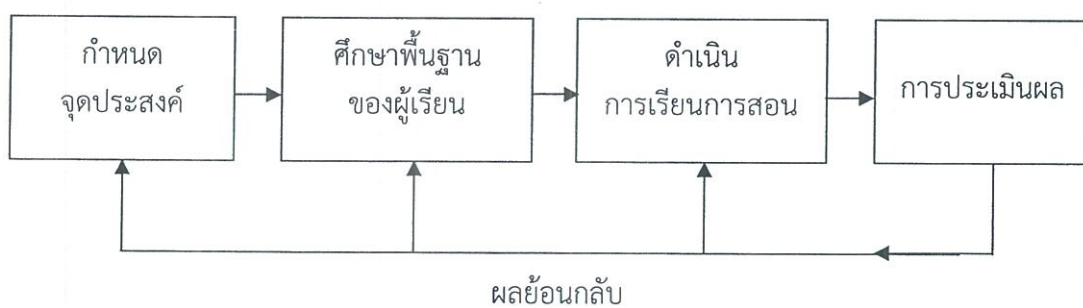 กำหนด
จุดประสงค์
ศึกษาพื้นฐาน
ของผู้เรียน
ดำเนิน
การเรียนการสอน
การประเมินผล
ผลย้อนกลับ